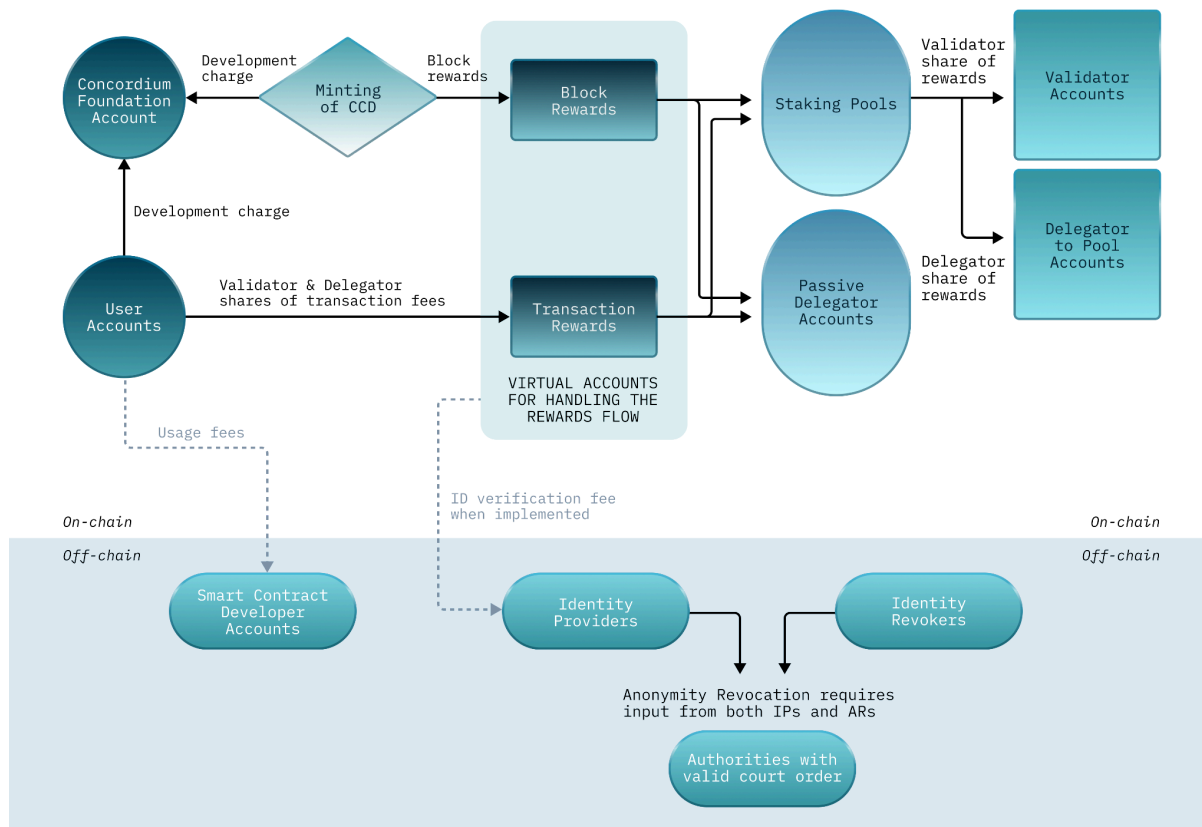 Concordium
Foundation
Account
Development
charge
Minting
of CCD
Block
rewards
Block
Rewards
Staking Pools
Validator
share of
rewards
Validator
Accounts
Development charge
Delegator
to Pool
Accounts
Delegator
share of
rewards
User
Accounts
Validator & Delegator
shares of transaction fees
Transaction
Rewards
Passive
Delegator
Accounts
VIRTUAL ACCOUNTS
FOR HANDLING THE
REWARDS FLOW
Usage fees
ID verification fee
when implemented
On-chain
On-chain
Off-chain
Off-chain
Smart Contract
Developer
Accounts
Identity
Providers
Identity
Revokers
Anonymity Revocation requires
input from both IPs and ARs
Authorities with
valid court order